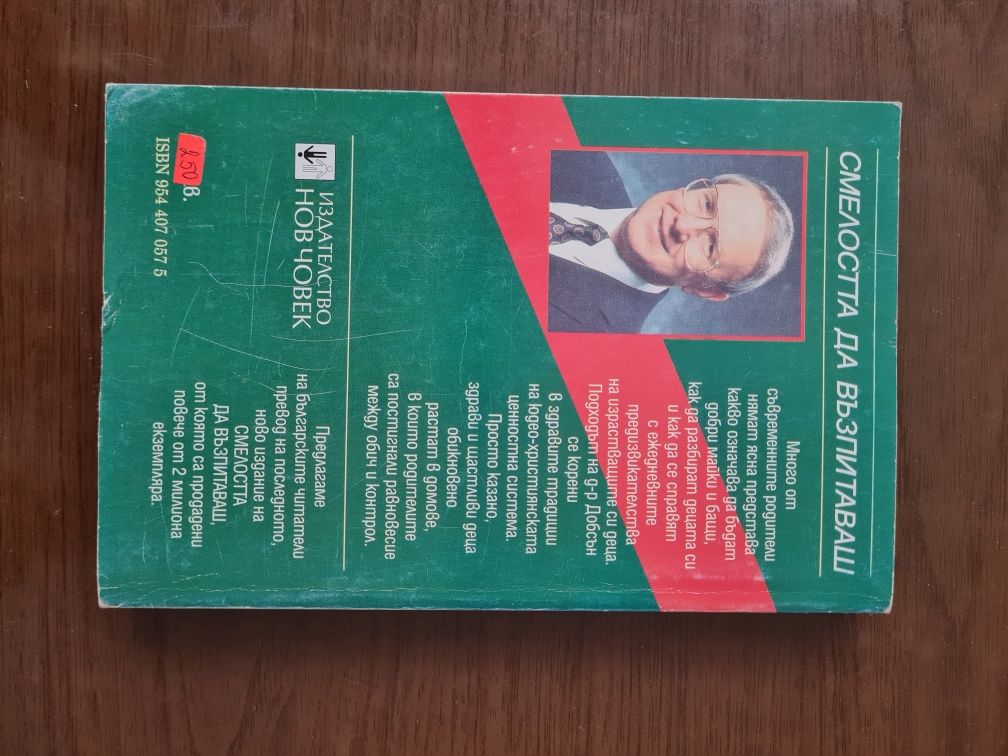 СМЕЛОСТТА ДА ВЪЗПИТАВАШ
Много от
съвременните родители
нямат ясна представа
какво означава да бъдат
добри майки и бащи,
как да разбират децата си
и как да се справят
с ежедневните
предизвикателства
на израстващите си деца.
Подходът на д-р Добсън
се корени
в здравите традиции
на юдео-християнската
ценностна система.
Просто казано,
здрави и щастливи деца
обикновено
растат в домове,
в които родителите
са постигнали равновесие
между обич и контрол.
Предлагаме
на българските читатели
превод на последното,
ново издание на
СМЕЛОСТТА
ДА ВЪЗПИТАВАШ,
от която са продадени
повече от 2 милиона
екземпляра.
ИЗДАТЕЛСТВО
НОВ ЧОВЕК
250 в.
ISBN 954 407 057 5